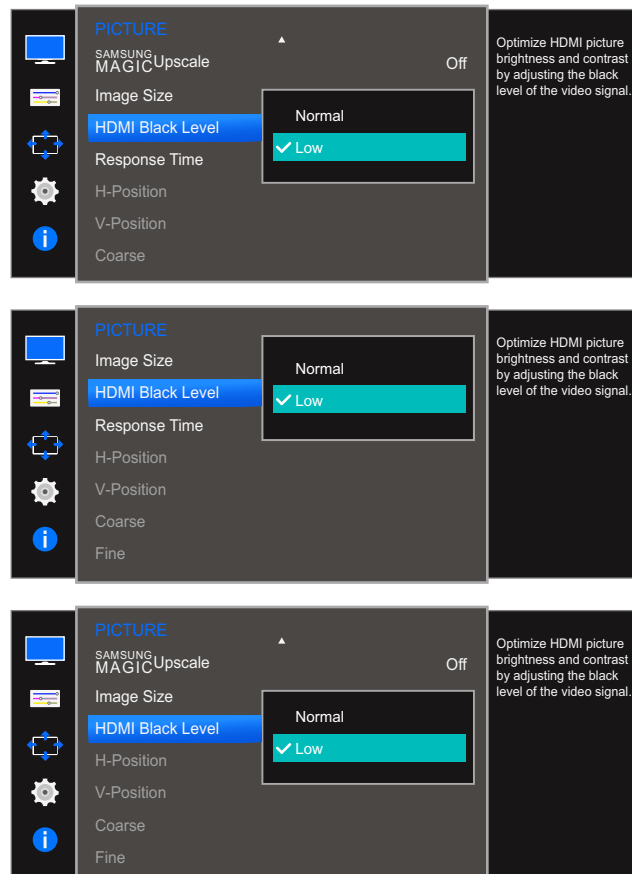 PICTURE
SAMSUNG
MAGICUpscale Off
Image Size
HDMI Black Level
Response Time
H-Position
V-Position
Coarse
Normal
Low
Optimize HDMI picture
brightness and contrast
by adjusting the black
level of the video signal.
PICTURE
Image Size
HDMI Black Level
Response Time
H-Position
V-Position
Coarse
Fine
Normal
Low
Optimize HDMI picture
brightness and contrast
by adjusting the black
level of the video signal.
PICTURE
SAMSUNG
MAGICUpscale Off
Image Size
HDMI Black Level
H-Position
V-Position
Coarse
Fine
Normal
Low
Optimize HDMI picture
brightness and contrast
by adjusting the black
level of the video signal.